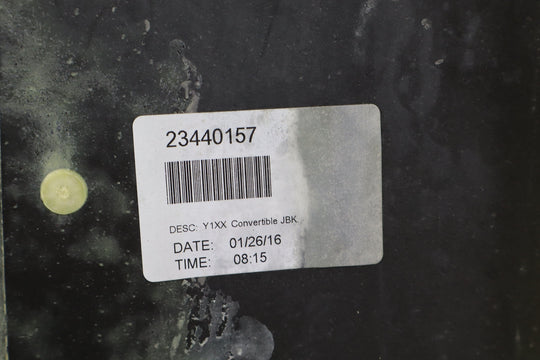 23440157
DESC: Y1XX Convertible JBK
DATE: 01/26/16
TIME: 08:15